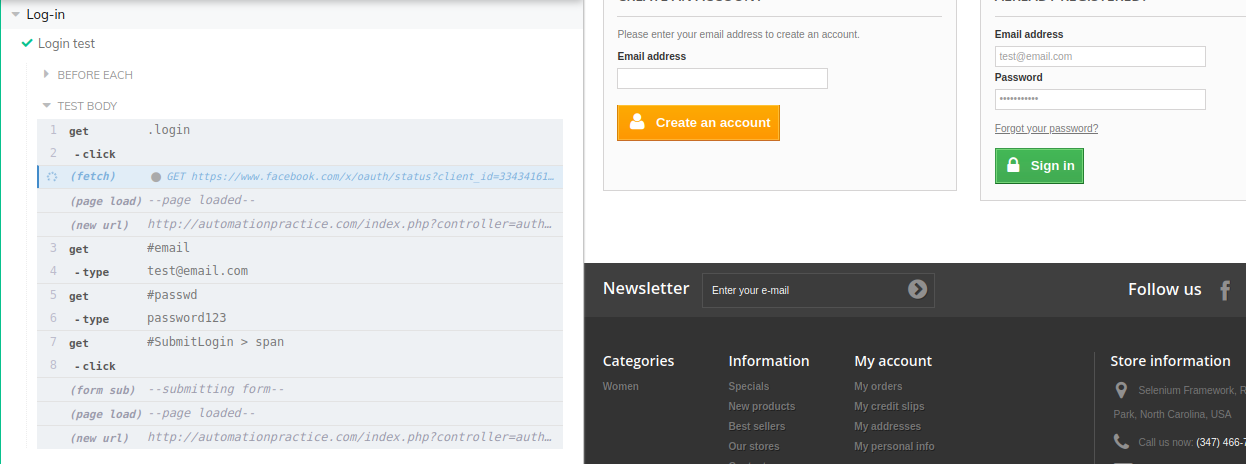 Log-in
Login test
BEFORE EACH
TEST BODY
1 get .login
2 - click
(fetch) GET https://www.facebook.com/x/oauth/status?client_id=33434161…
(page load) --page loaded--
(new url) http://automationpractice.com/index.php?controller=auth…
3 get #email
4 - type test@email.com
5 get #passwd
6 - type password123
7 get #SubmitLogin > span
8 - click
(form sub) --submitting form--
(page load) --page loaded--
(new url) http://automationpractice.com/index.php?controller=auth…
CREATE AN ACCOUNT
Please enter your email address to create an account.
Email address
Create an account
ALREADY REGISTERED?
Email address
test@email.com
Password
•••••••••••
Forgot your password?
Sign in
Newsletter
Enter your e-mail
Follow us
Categories
Women
Information
Specials
New products
Best sellers
Our stores
My account
My orders
My credit slips
My addresses
My personal info
Store information
Selenium Framework,
Park, North Carolina, USA
Call us now: (347) 466-7